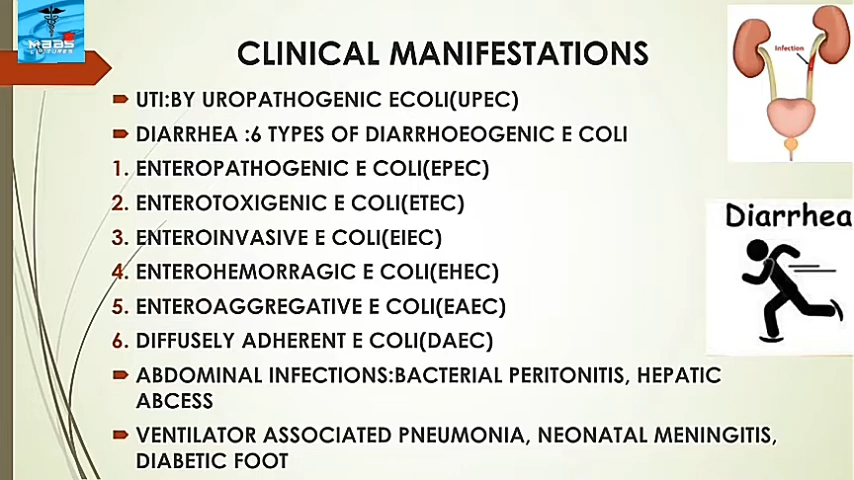 MAAS
LECTURES
CLINICAL MANIFESTATIONS
Infection
UTI:BY UROPATHOGENIC ECOLI(UPEC)
DIARRHEA :6 TYPES OF DIARRHOEOGENIC E COLI
1. ENTEROPATHOGENIC E COLI(EPEC)
2. ENTEROTOXIGENIC E COLI(ETEC)
3. ENTEROINVASIVE E COLI(EIEC)
4. ENTEROHEMORRAGIC E COLI(EHEC)
5. ENTEROAGGREGATIVE E COLI(EAEC)
6. DIFFUSELY ADHERENT E COLI(DAEC)
Diarrhea
ABDOMINAL INFECTIONS:BACTERIAL PERITONITIS, HEPATIC
ABCESS
VENTILATOR ASSOCIATED PNEUMONIA, NEONATAL MENINGITIS,
DIABETIC FOOT